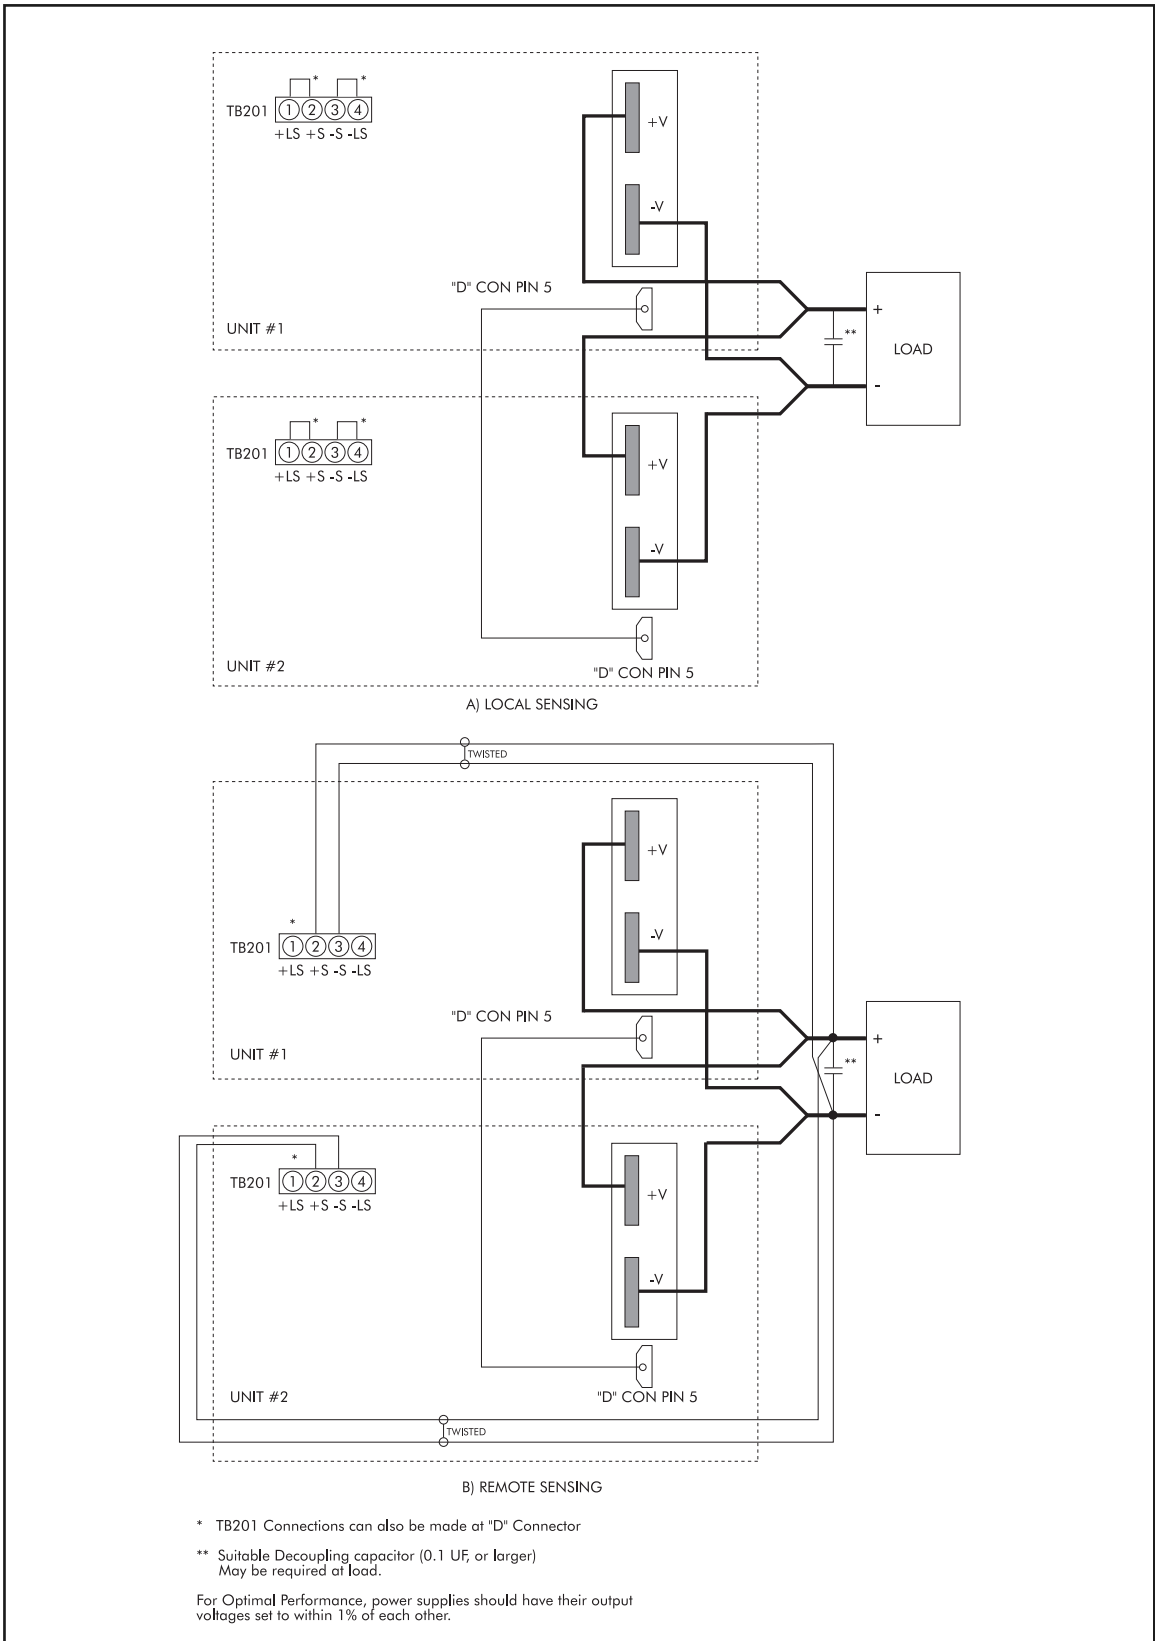 * *
TB201 1 2 3 4
+LS +S -S -LS
+V
-V
"D" CON PIN 5
UNIT #1
+
**
LOAD
-
* *
TB201 1 2 3 4
+LS +S -S -LS
+V
-V
UNIT #2
"D" CON PIN 5
A) LOCAL SENSING
TWISTED
+V
*
TB201 1 2 3 4
+LS +S -S -LS
-V
"D" CON PIN 5
UNIT #1
+
**
LOAD
-
*
TB201 1 2 3 4
+LS +S -S -LS
+V
-V
UNIT #2
"D" CON PIN 5
TWISTED
B) REMOTE SENSING
* TB201 Connections can also be made at "D" Connector
** Suitable Decoupling capacitor (0.1 UF, or larger)
May be required at load.
For Optimal Performance, power supplies should have their output
voltages set to within 1% of each other.